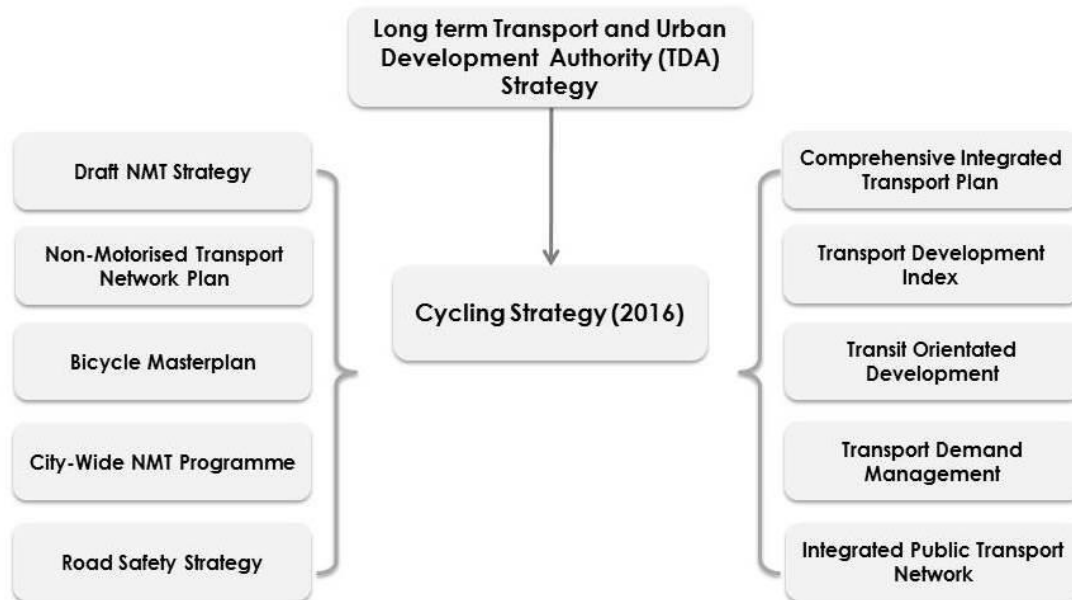 Long term Transport and Urban
Development Authority (TDA)
Strategy
Draft NMT Strategy
Non-Motorised Transport
Network Plan
Bicycle Masterplan
City-Wide NMT Programme
Road Safety Strategy
Cycling Strategy (2016)
Comprehensive Integrated
Transport Plan
Transport Development
Index
Transit Orientated
Development
Transport Demand
Management
Integrated Public Transport
Network